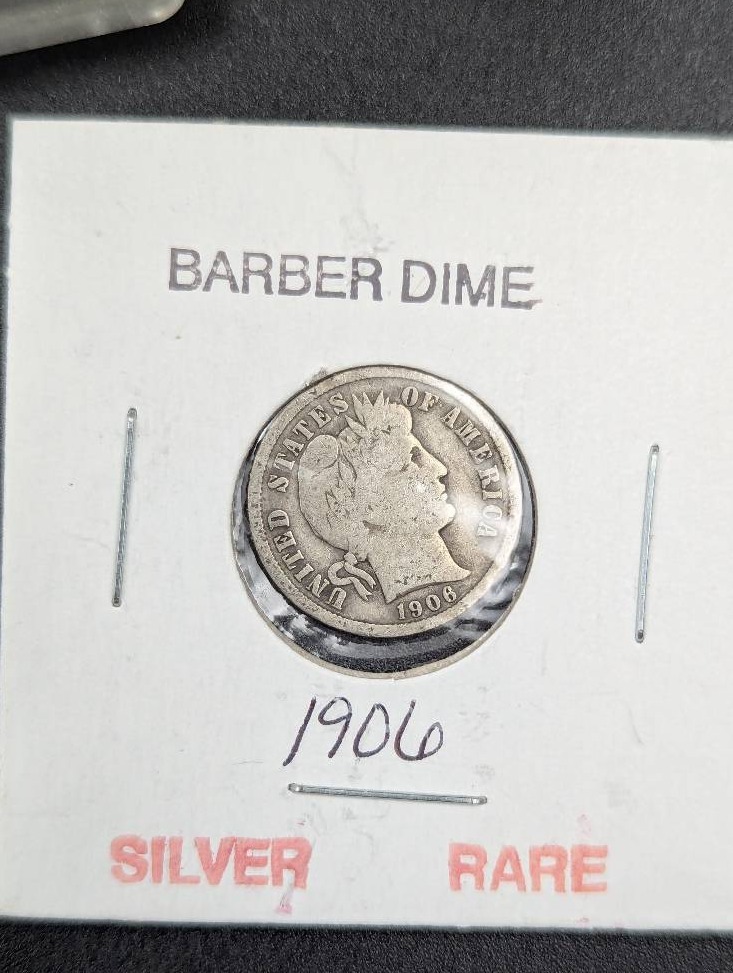 BARBER DIME
UNITED STATES OF AMERICA
1906
1906
SILVER RARE